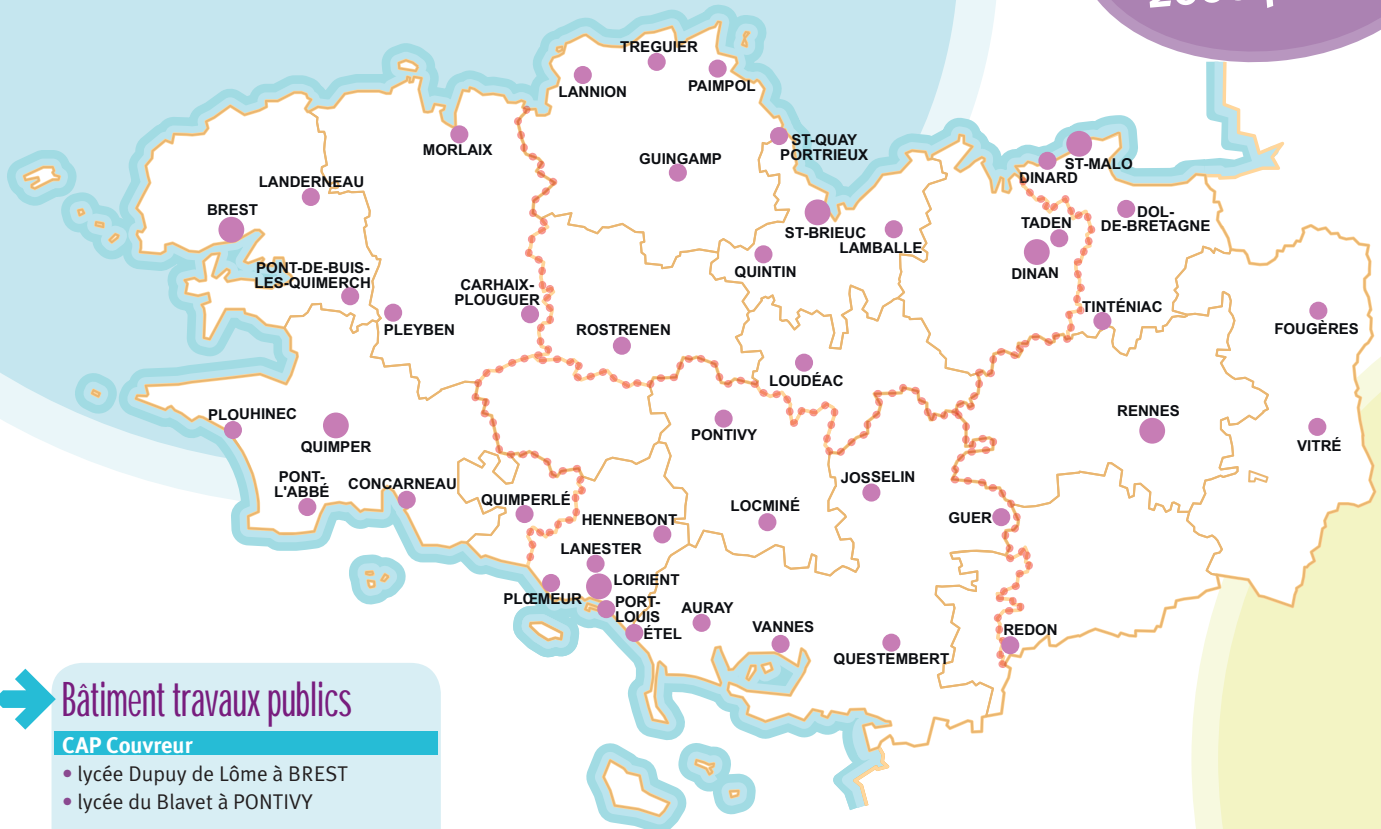 TREGUIER
LANNION
PAIMPOL
MORLAIX
ST-QUAY
PORTRIEUX
GUINGAMP
ST-MALO
DINARD
LANDERNEAU
BREST
DOL-
DE-BRETAGNE
TADEN
ST-BRIEUC
LAMBALLE
QUINTIN
DINAN
PONT-DE-BUIS-
LES-QUIMERCH
CARHAIX-
PLOUGUER
PLEYBEN
ROSTRENEN
TINTÉNIAC
FOUGÈRES
LOUDÉAC
PLOUHINEC
QUIMPER
PONTIVY
RENNES
VITRÉ
PONT-
L'ABBÉ
CONCARNEAU
QUIMPERLÉ
JOSSELIN
HENNEBONT
LOCMINÉ
GUER
LANESTER
LORIENT
PLŒMEUR
PORT-
LOUIS
ÉTEL
AURAY
VANNES
QUESTEMBERT
REDON
Bâtiment travaux publics
CAP Couvreur
• lycée Dupuy de Lôme à BREST
• lycée du Blavet à PONTIVY